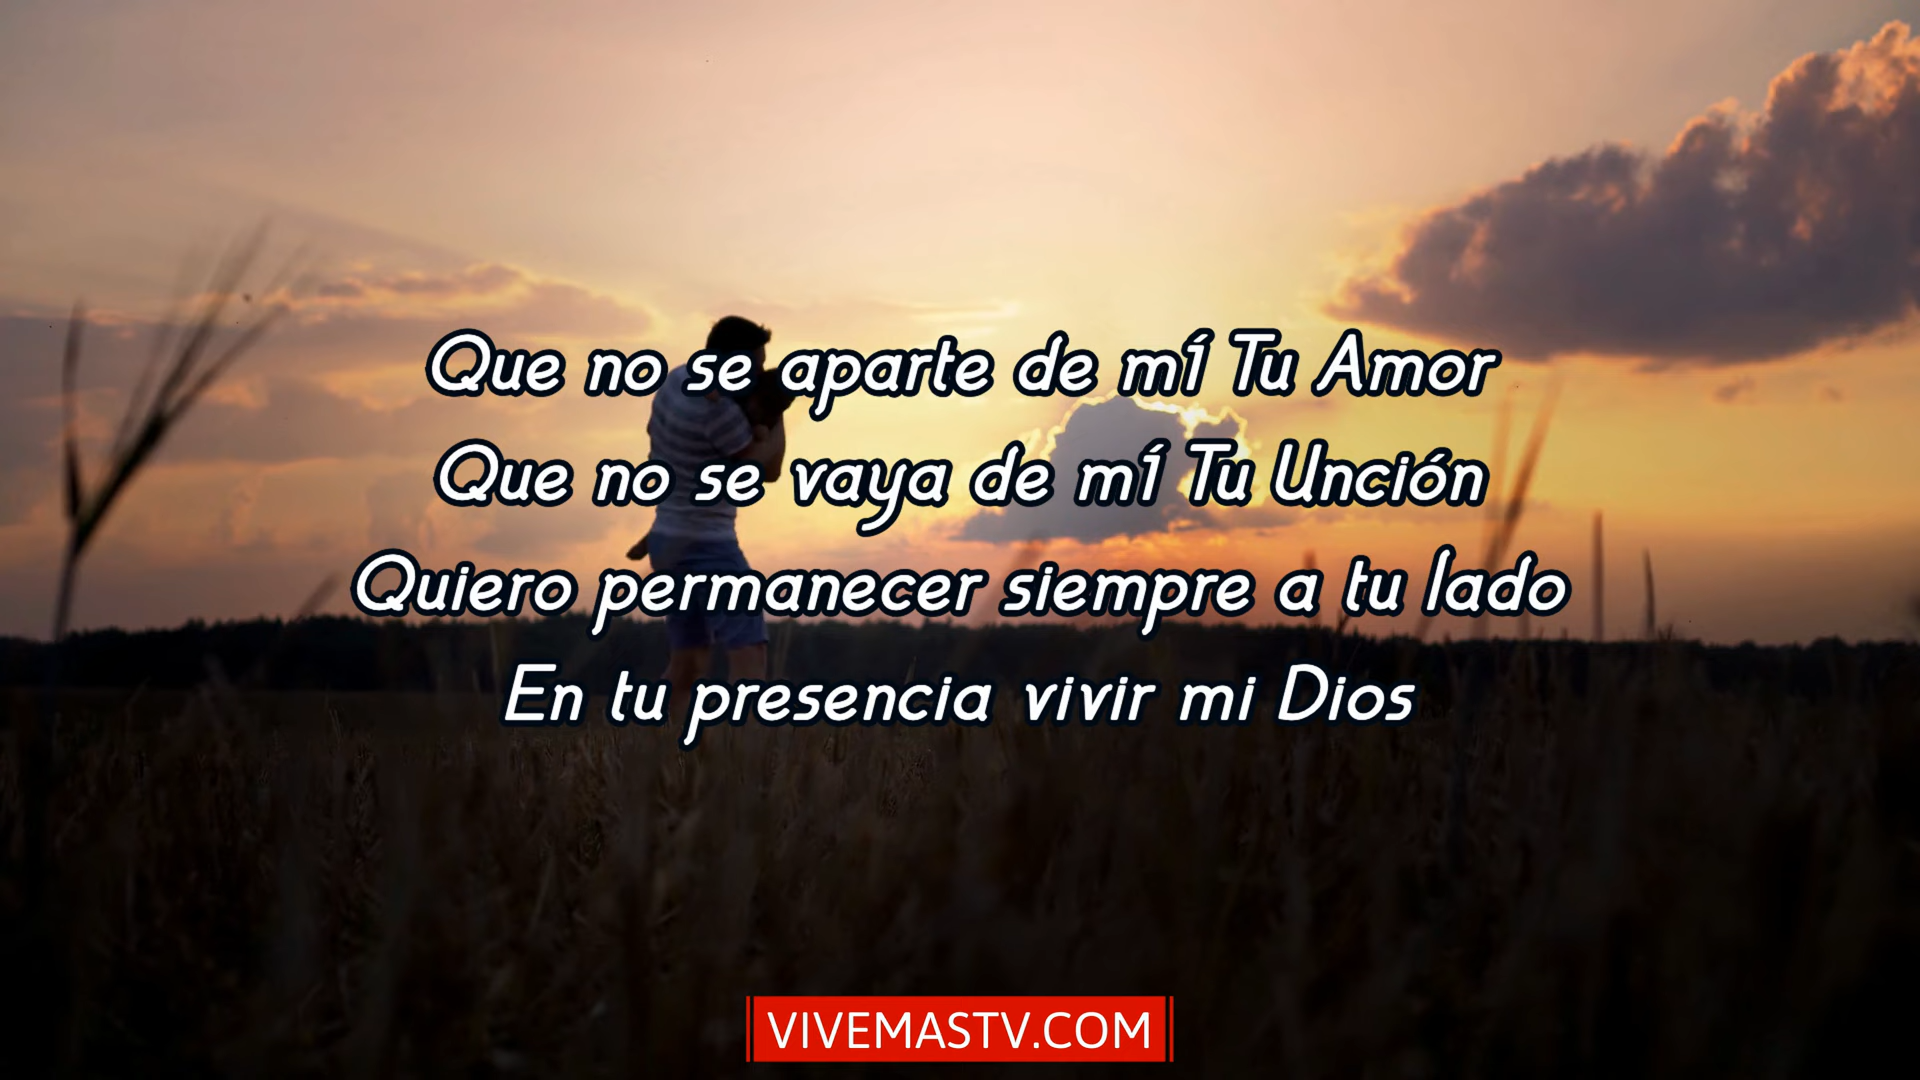 Que no se aparte de mí Tu Amor
Que no se vaya de mí Tu Unción
Quiero permanecer siempre a tu lado
En tu presencia vivir mi Dios
VIVEMASTV.COM